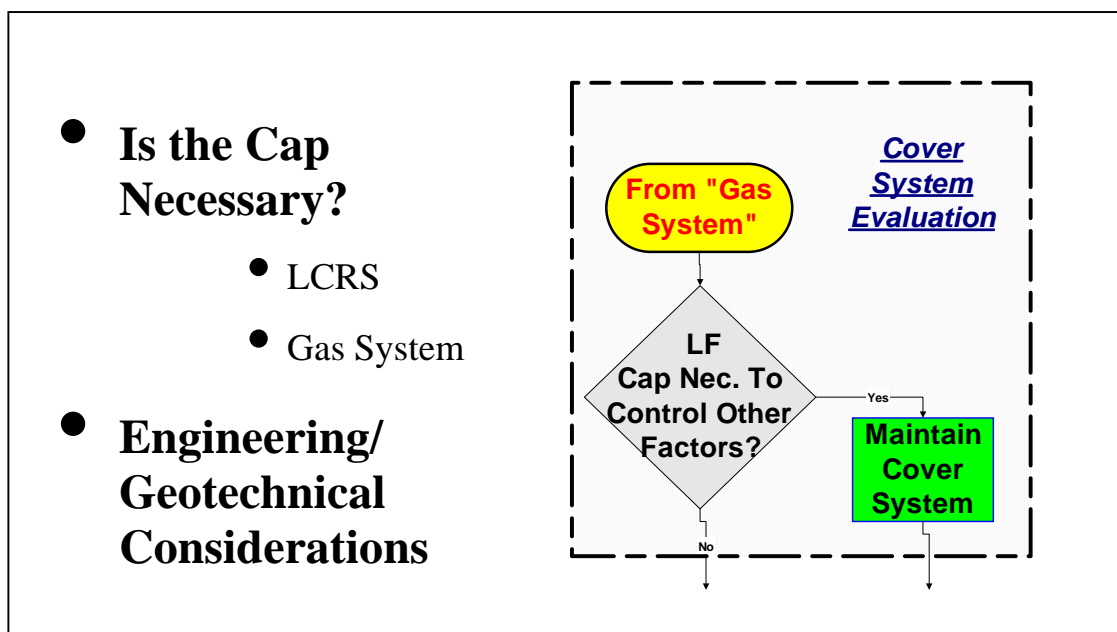 • Is the Cap
Necessary?
• LCRS
• Gas System
• Engineering/
Geotechnical
Considerations
Cover
System
Evaluation
From "Gas
System"
LF
Cap Nec. To
Control Other
Factors?
Yes
Maintain
Cover
System
No